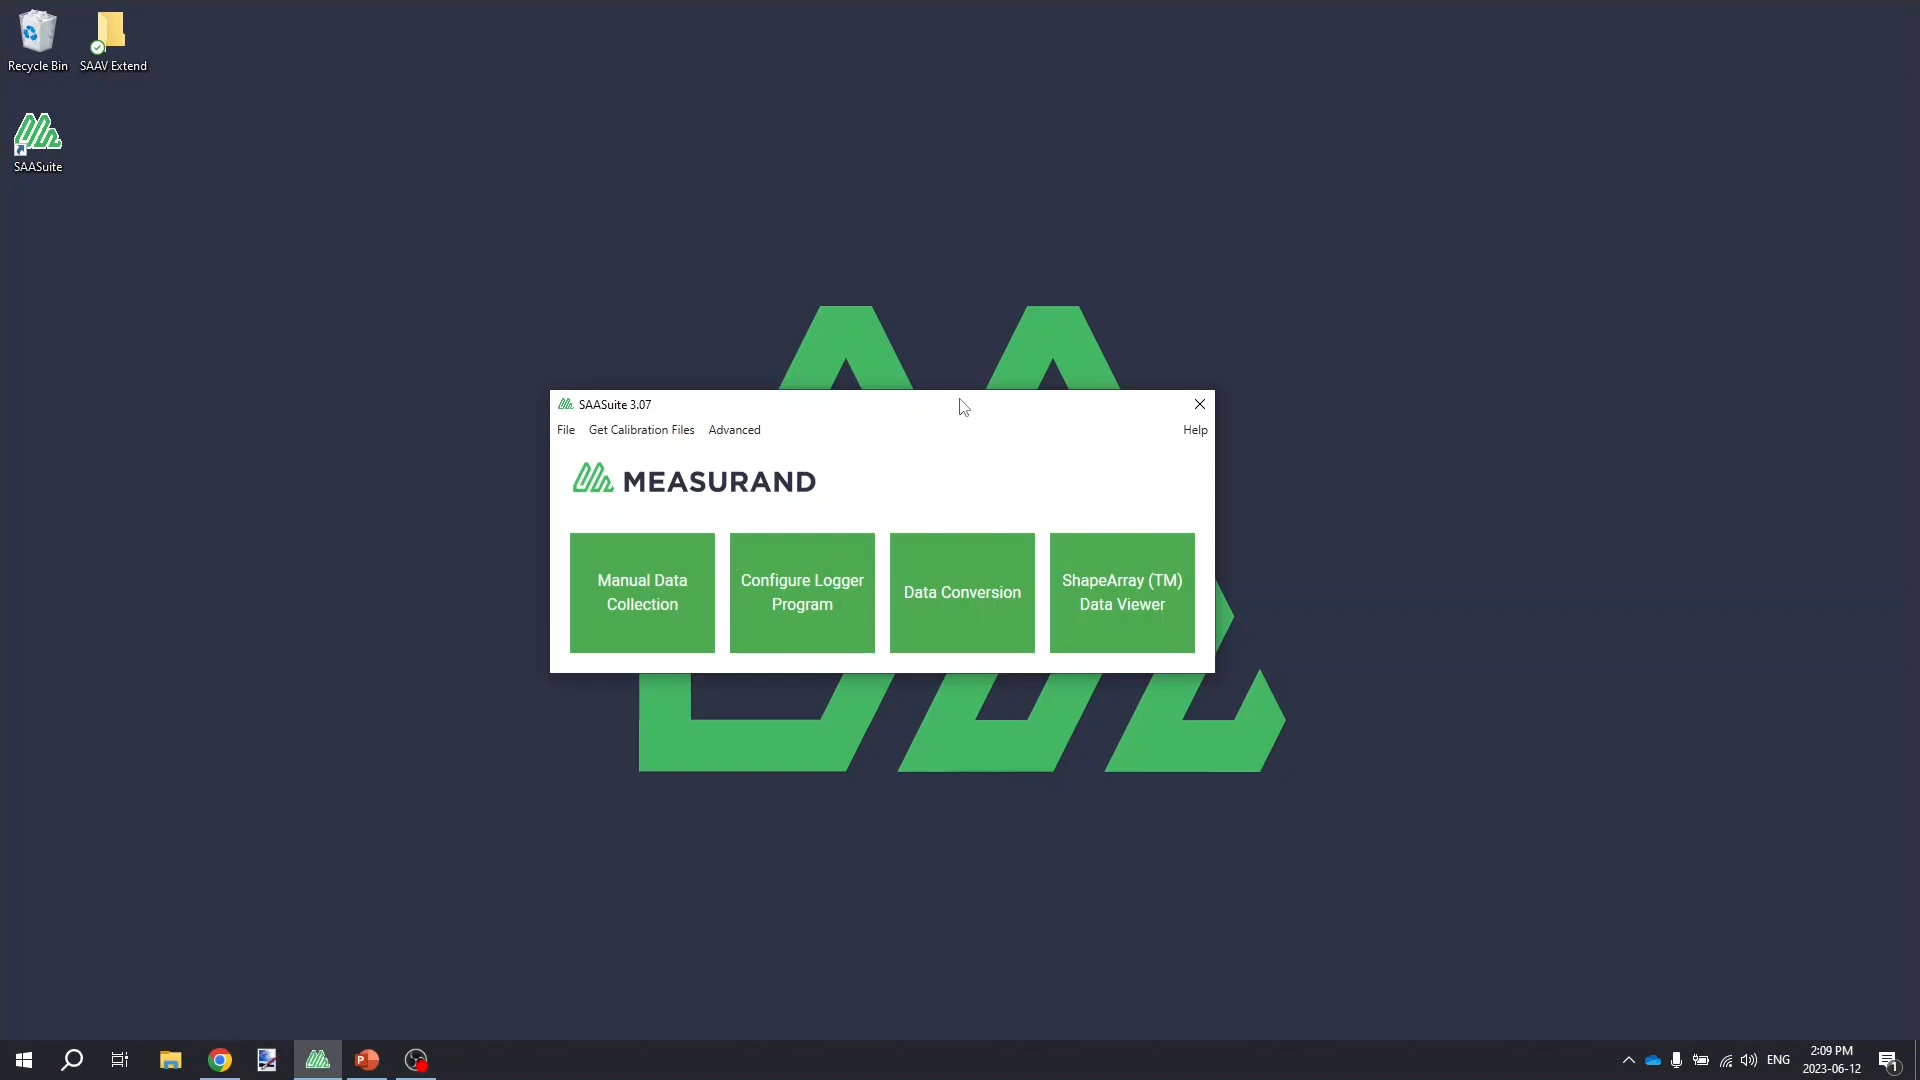 Recycle Bin
SAAV Extend
SAASuite
SAASuite 3.07
File
Get Calibration Files
Advanced
Help
MEASURAND
Manual Data
Collection
Configure Logger
Program
Data Conversion
ShapeArray (TM)
Data Viewer
ENG
2:09 PM
2023-06-12
1